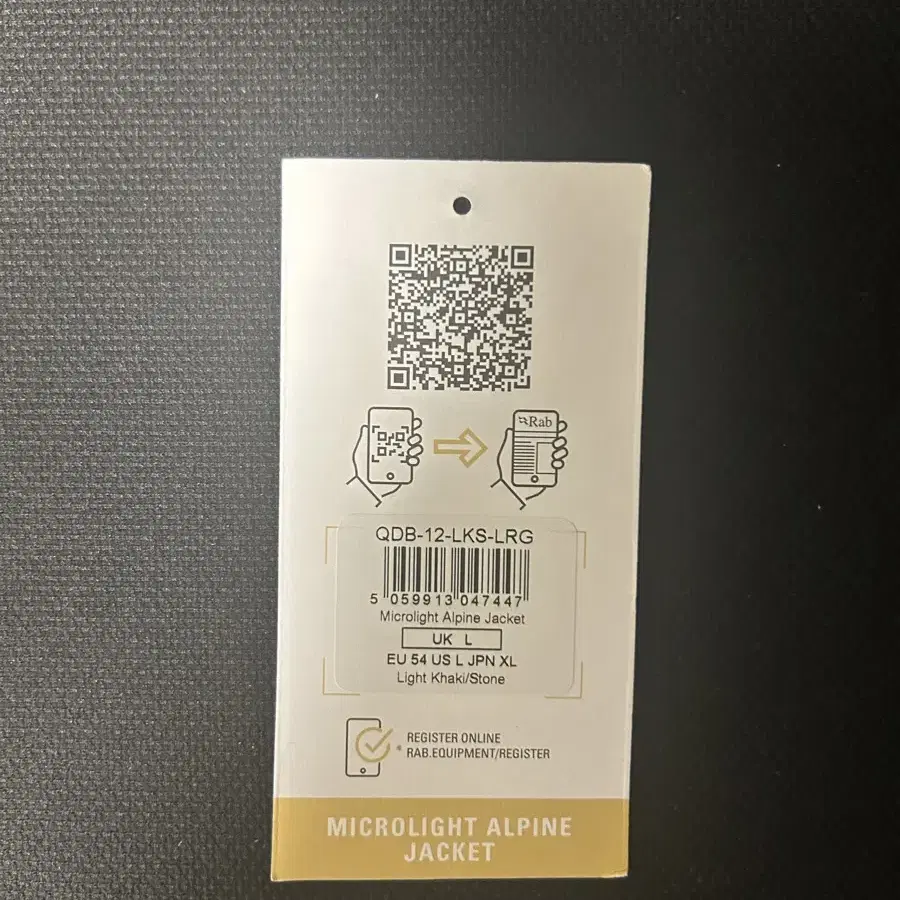 Rab
QDB-12-LKS-LRG
5 059913 047447
Microlight Alpine Jacket
UK L
EU 54 US L JPN XL
Light Khaki/Stone
REGISTER ONLINE
RAB.EQUIPMENT/REGISTER
MICROLIGHT ALPINE
JACKET